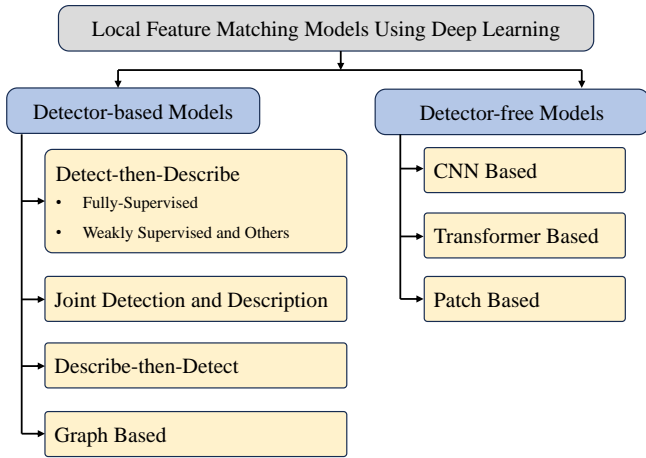 Local Feature Matching Models Using Deep Learning
Detector-based Models
Detect-then-Describe
• Fully-Supervised
• Weakly Supervised and Others
Joint Detection and Description
Describe-then-Detect
Graph Based
Detector-free Models
CNN Based
Transformer Based
Patch Based